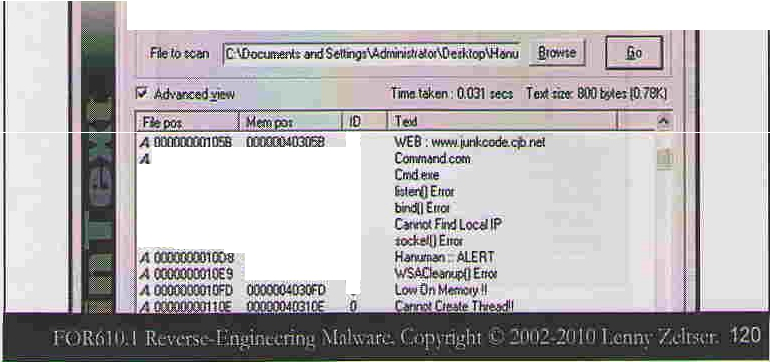 File to scan C:\Documents and Settings\Administrator\Desktop\Hanu Browse Go
Advanced view Time taken : 0.031 secs Text size: 800 bytes (0.78K)
File pos Mem pos ID Text
A 00000000105B 00000040305B WEB : www.junkcode.cjb.net
A Command.com
Cmd.exe
listen() Error
bind() Error
Cannot Find Local IP
socket() Error
A 0000000010D8 Hanuman :: ALERT
A 0000000010E9 WSACleanup() Error
A 0000000010FD 0000004030FD Low On Memory !!
A 00000000110E 00000040310E 0 Cannot Create Thread!!
FOR610.1 Reverse-Engineering Malware. Copyright © 2002-2010 Lenny Zeltser. 120